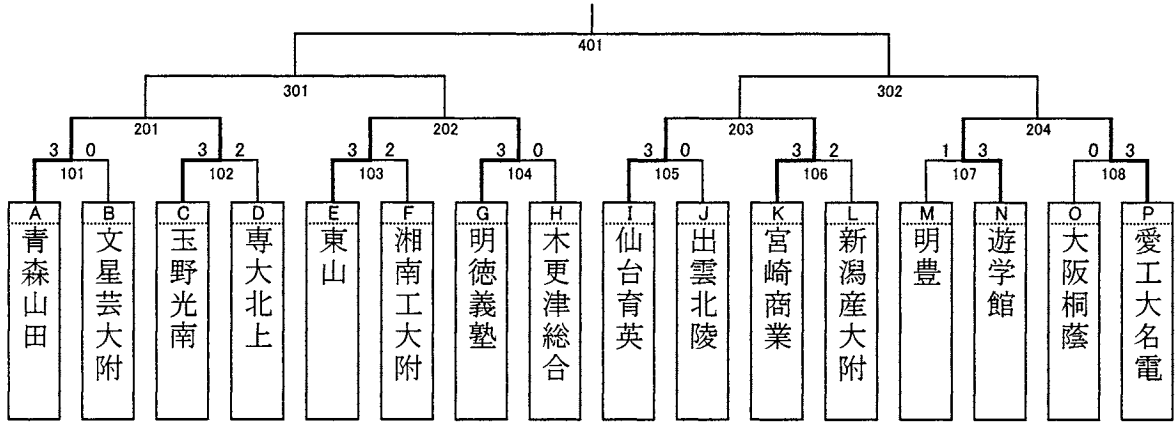 401
301 302
201 202 203 204
3 0 3 2 3 2 3 0 3 0 3 2 1 3 0 3
101 102 103 104 105 106 107 108
A B C D E F G H I J K L M N O P
青森山田
文星芸大附
玉野光南
専大北上
東山
湘南工大附
明徳義塾
木更津総合
仙台育英
出雲北陵
宮崎商業
新潟産大附
明豊
遊学館
大阪桐蔭
愛工大名電